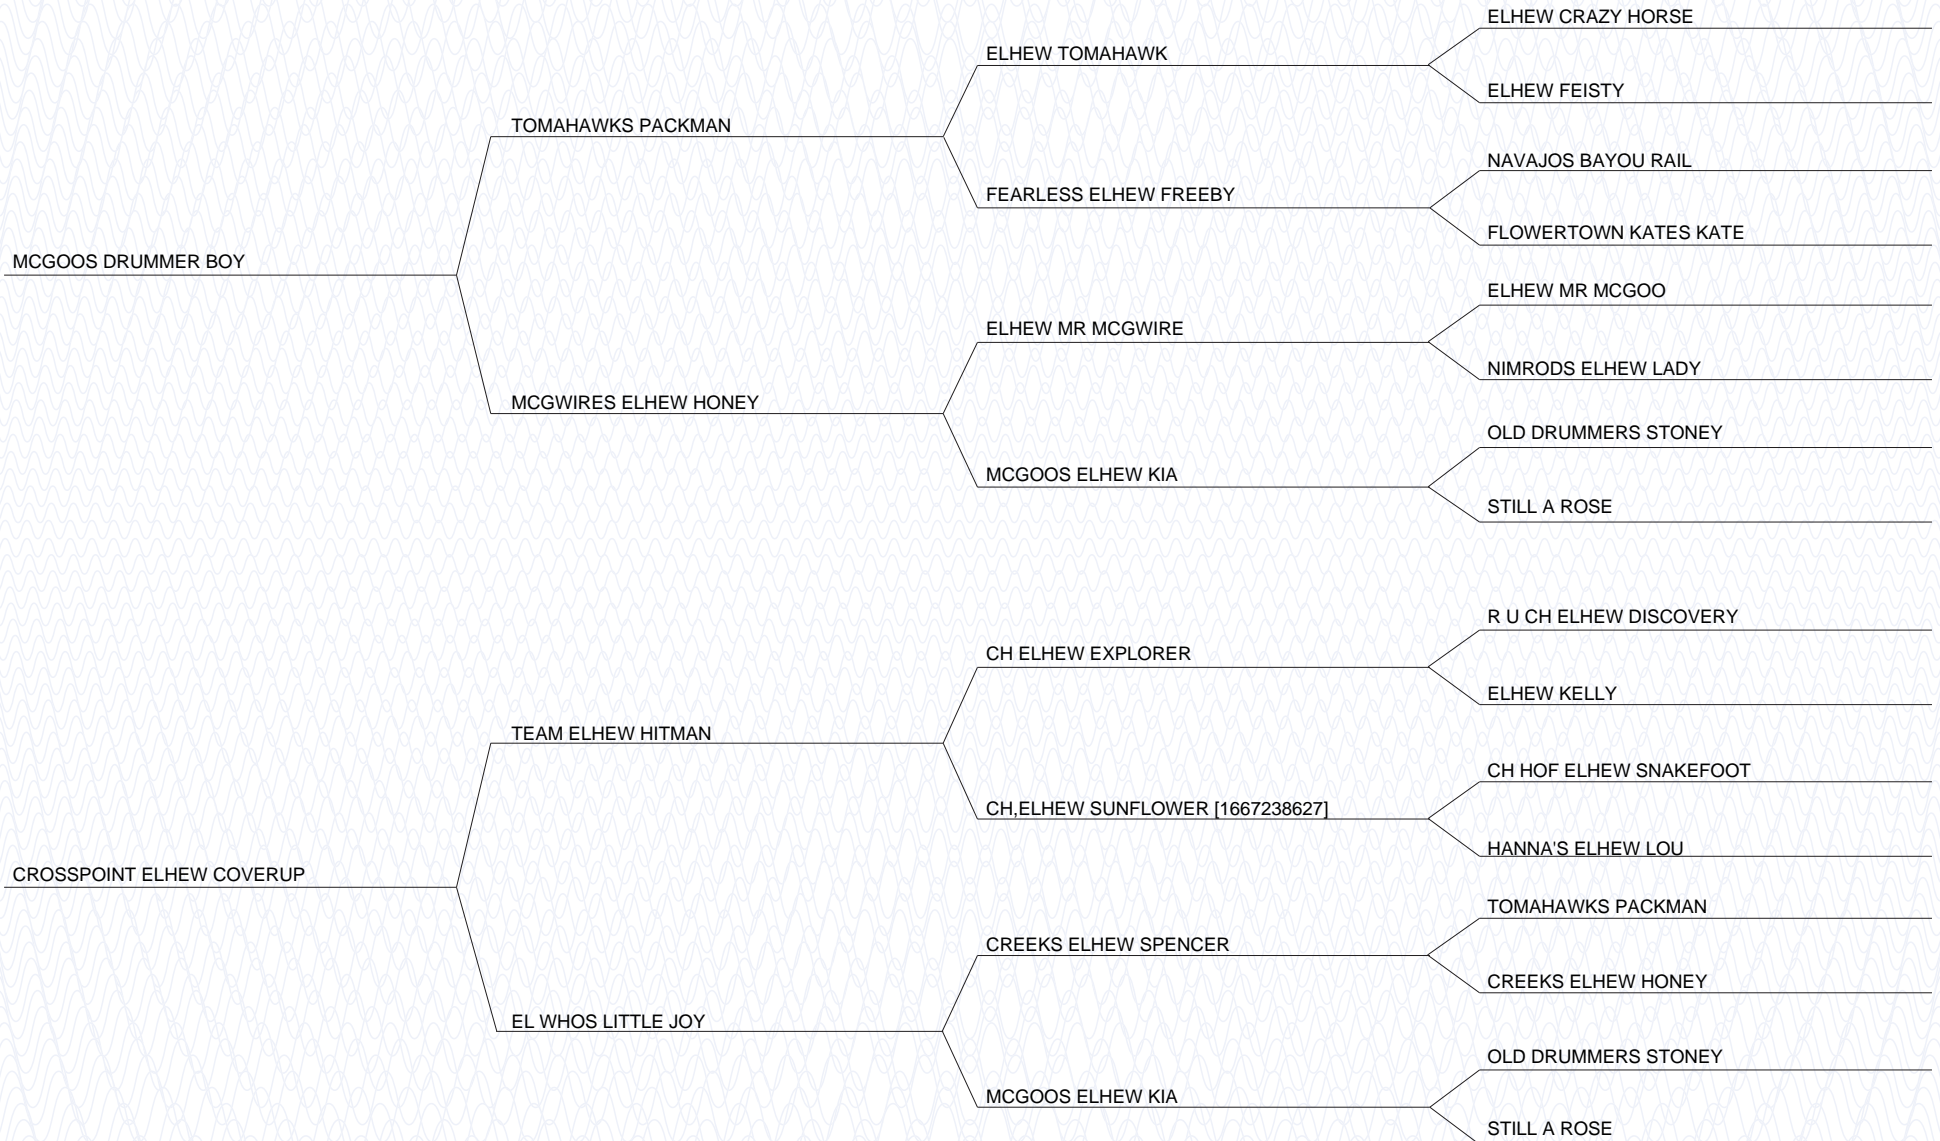 ELHEW CRAZY HORSE
ELHEW TOMAHAWK
ELHEW FEISTY
TOMAHAWKS PACKMAN
NAVAJOS BAYOU RAIL
FEARLESS ELHEW FREEBY
FLOWERTOWN KATES KATE
MCGOOS DRUMMER BOY
ELHEW MR MCGOO
ELHEW MR MCGWIRE
NIMRODS ELHEW LADY
MCGWIRES ELHEW HONEY
OLD DRUMMERS STONEY
MCGOOS ELHEW KIA
STILL A ROSE
R U CH ELHEW DISCOVERY
CH ELHEW EXPLORER
ELHEW KELLY
TEAM ELHEW HITMAN
CH HOF ELHEW SNAKEFOOT
CH,ELHEW SUNFLOWER [1667238627]
HANNA'S ELHEW LOU
CROSSPOINT ELHEW COVERUP
TOMAHAWKS PACKMAN
CREEKS ELHEW SPENCER
CREEKS ELHEW HONEY
EL WHOS LITTLE JOY
OLD DRUMMERS STONEY
MCGOOS ELHEW KIA
STILL A ROSE